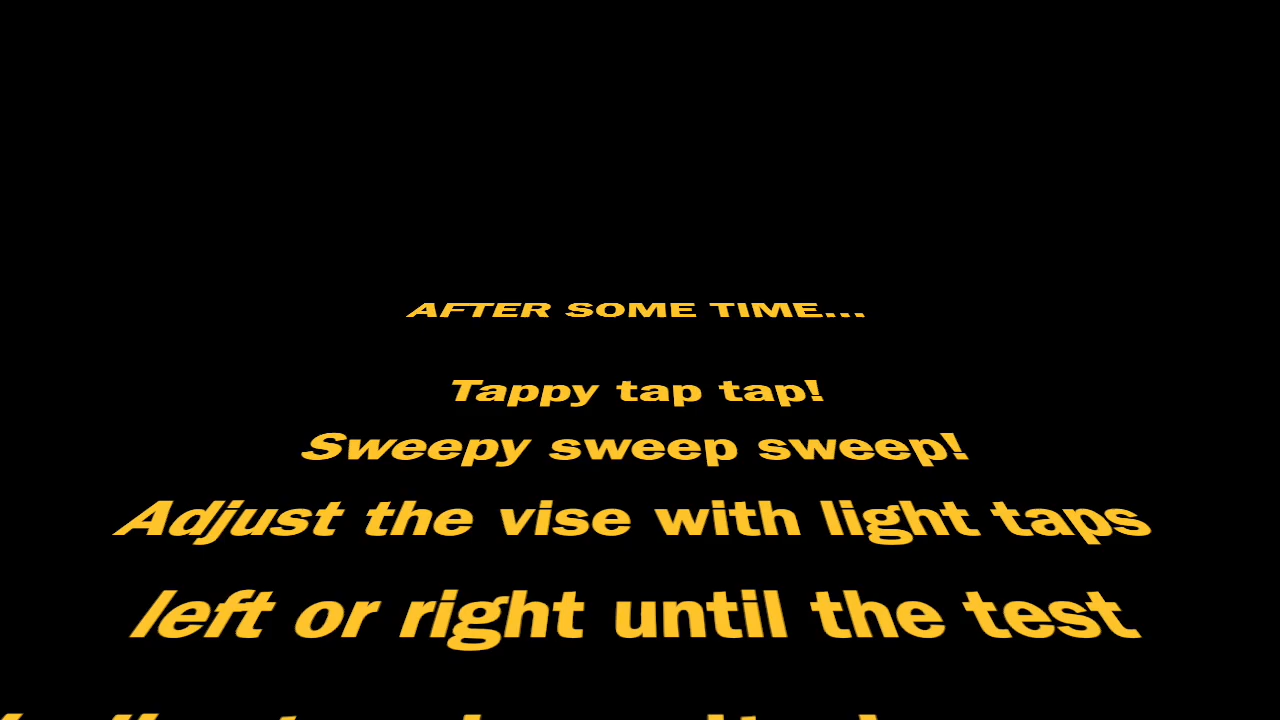 AFTER SOME TIME...
Tappy tap tap!
Sweepy sweep sweep!
Adjust the vise with light taps
left or right until the test